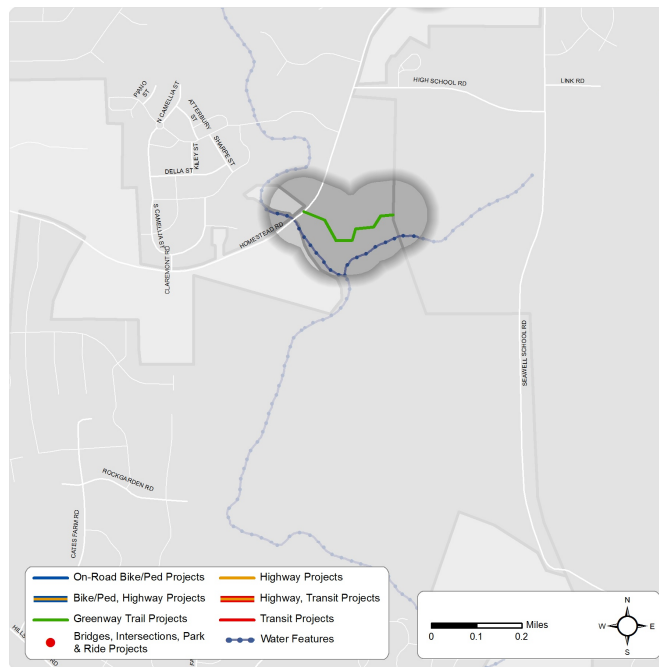 HIGH SCHOOL RD
LINK RD
PIANO ST
N CAMELLIA ST
ATTERBURY ST
KILEY ST
SHARPE ST
DELLA ST
S CAMELLIA ST
CLAREMONT RD
HOMESTEAD RD
SEAWELL SCHOOL RD
ROCKGARDEN RD
CATES FARM RD
On-Road Bike/Ped Projects
Highway Projects
Bike/Ped, Highway Projects
Highway, Transit Projects
Greenway Trail Projects
Transit Projects
Bridges, Intersections, Park
& Ride Projects
Water Features
Miles
0 0.1 0.2
N
W E
S